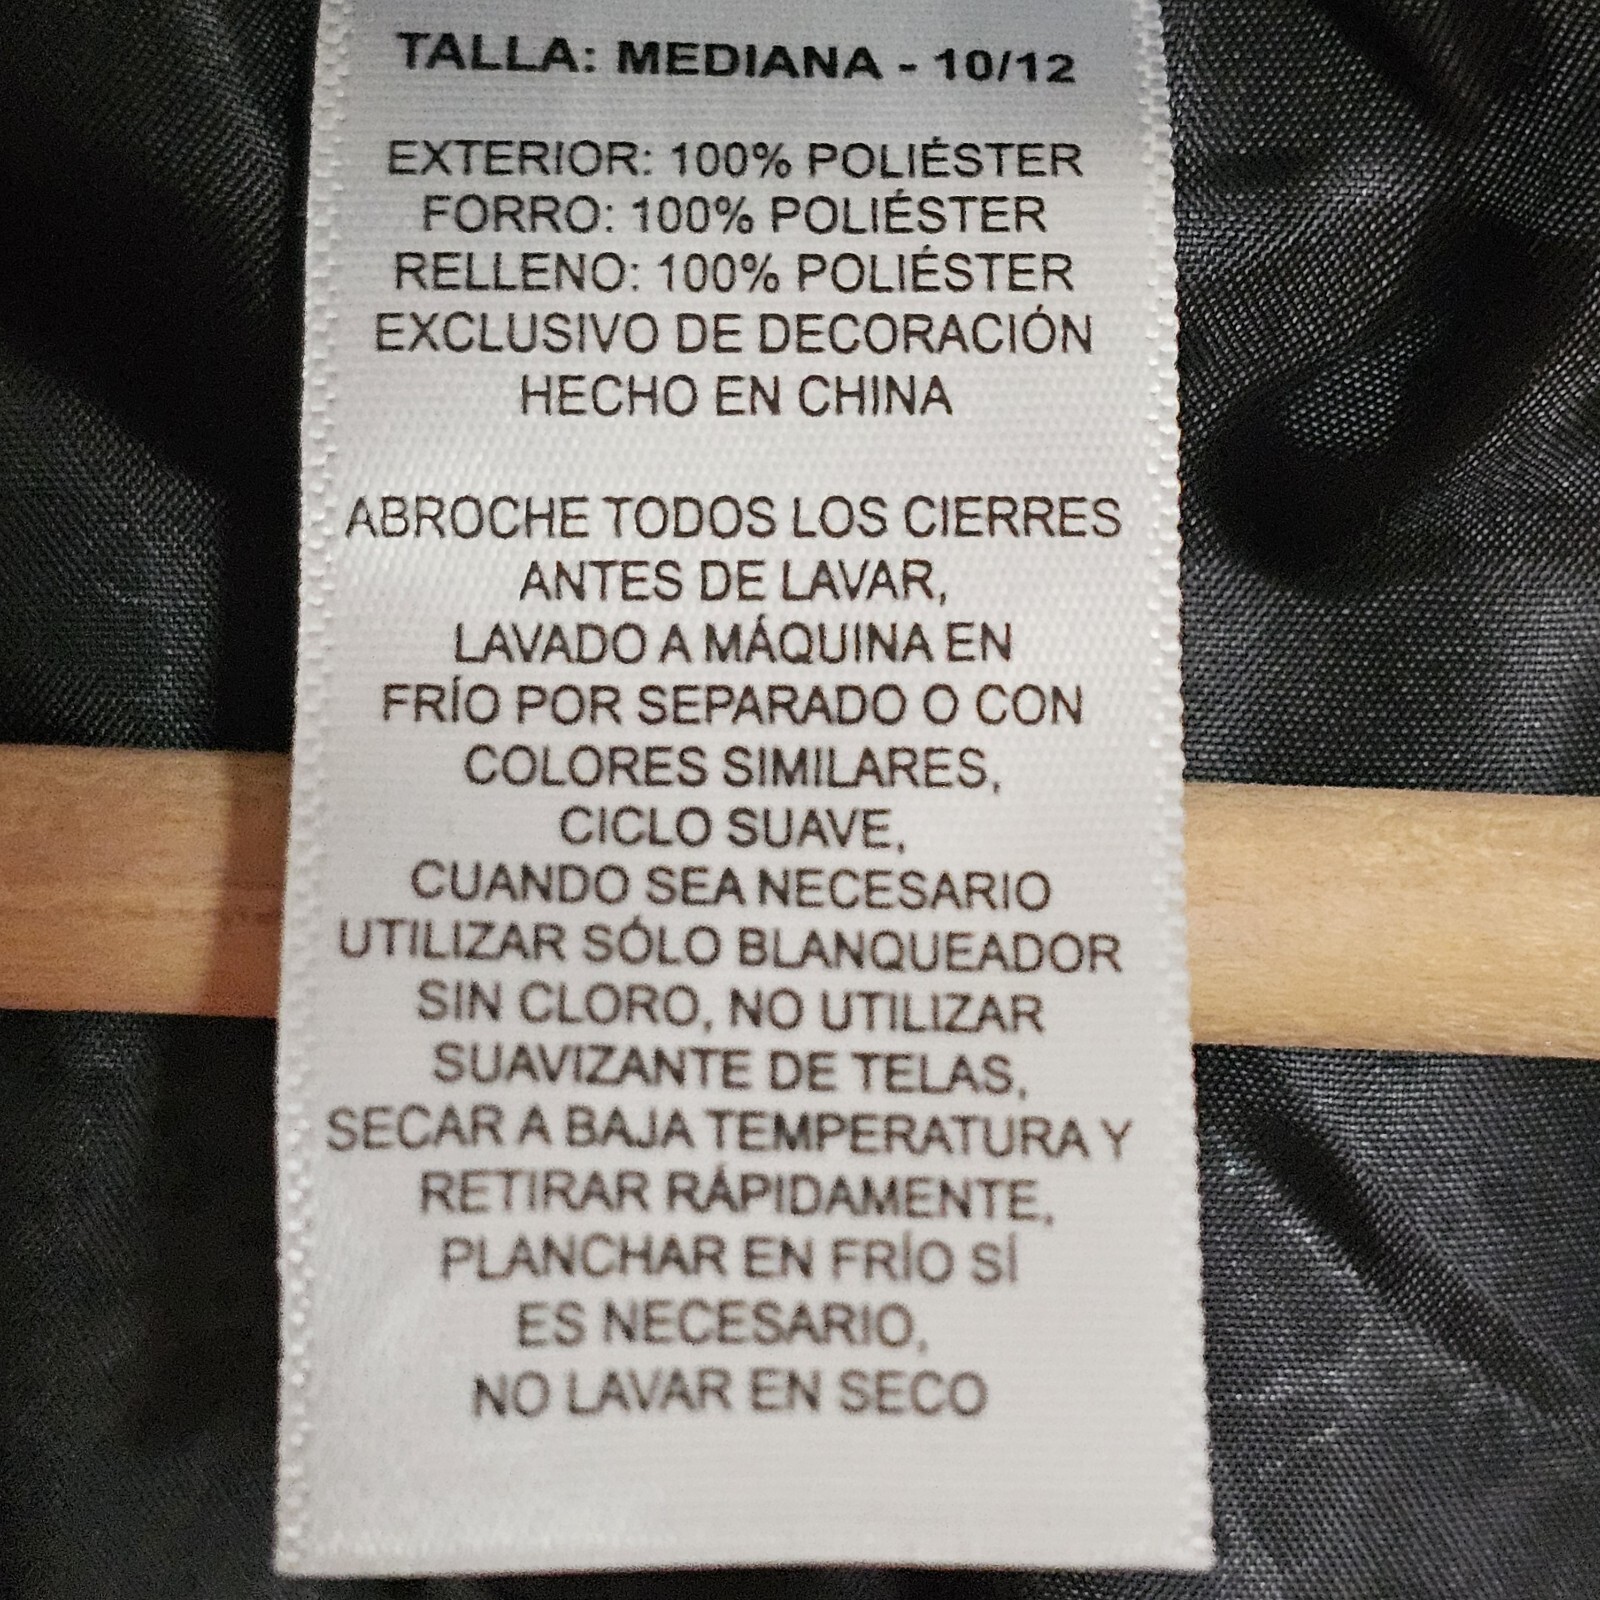 TALLA: MEDIANA - 10/12
EXTERIOR: 100% POLIÉSTER
FORRO: 100% POLIÉSTER
RELLENO: 100% POLIÉSTER
EXCLUSIVO DE DECORACIÓN
HECHO EN CHINA
ABROCHE TODOS LOS CIERRES
ANTES DE LAVAR,
LAVADO A MÁQUINA EN
FRÍO POR SEPARADO O CON
COLORES SIMILARES,
CICLO SUAVE,
CUANDO SEA NECESARIO
UTILIZAR SÓLO BLANQUEADOR
SIN CLORO, NO UTILIZAR
SUAVIZANTE DE TELAS,
SECAR A BAJA TEMPERATURA Y
RETIRAR RÁPIDAMENTE,
PLANCHAR EN FRÍO SÍ
ES NECESARIO,
NO LAVAR EN SECO